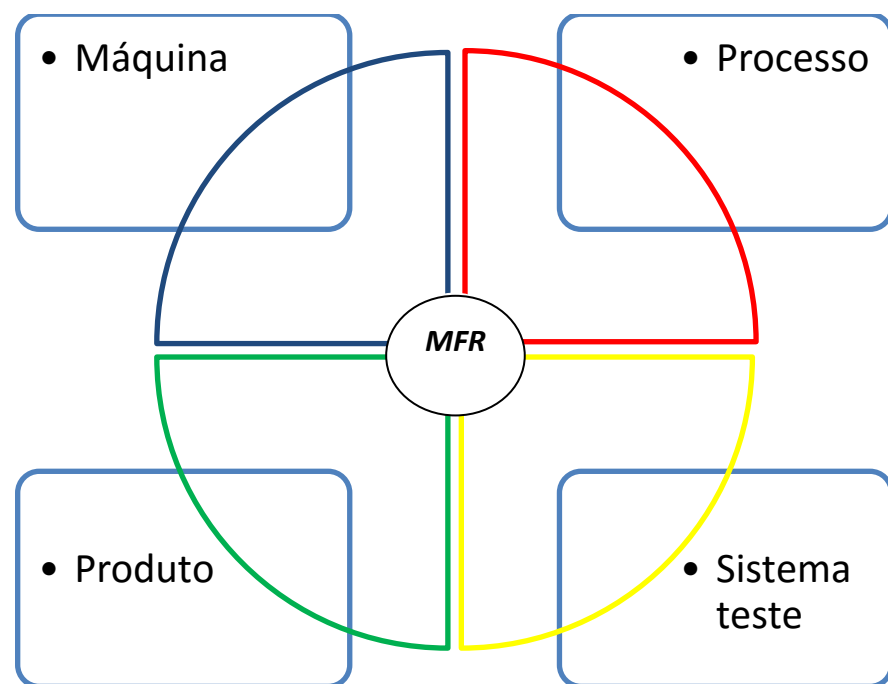 • Máquina
• Processo
MFR
• Produto
• Sistema
teste